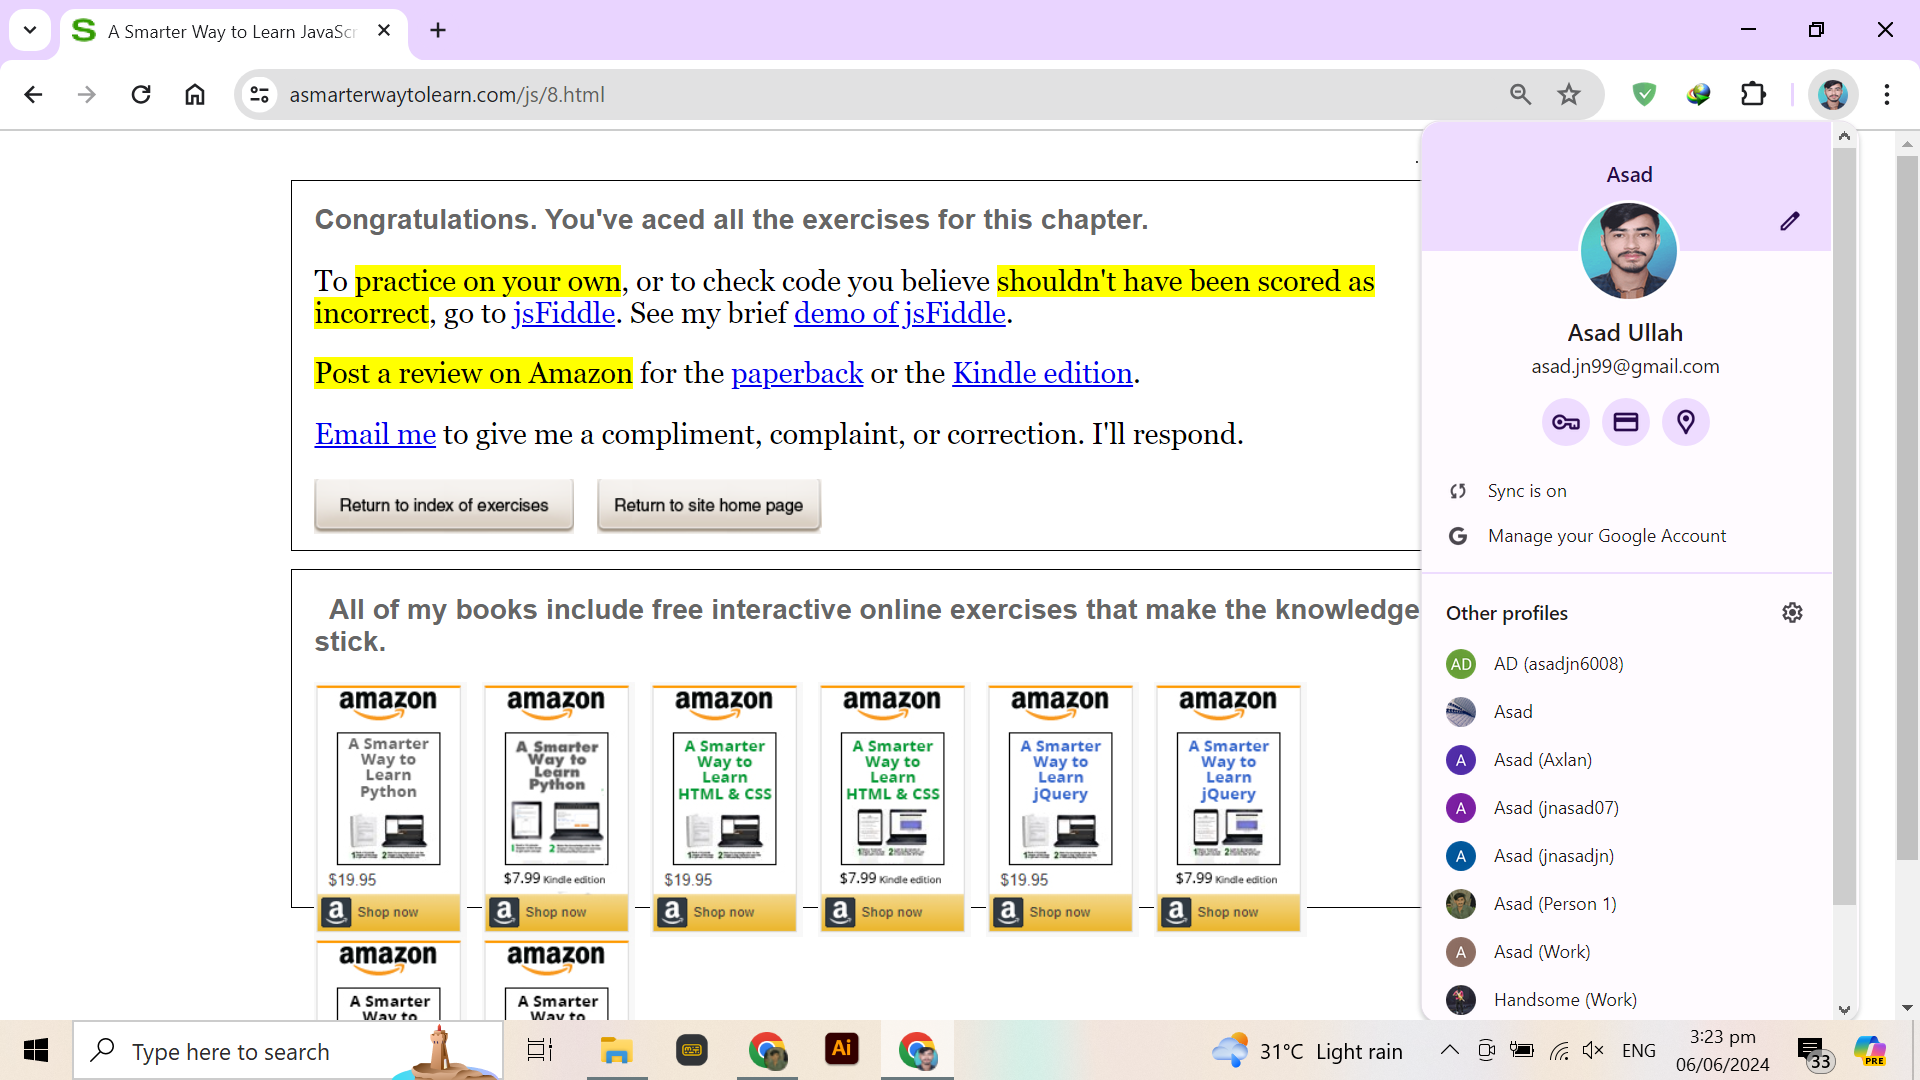 A Smarter Way to Learn JavaScr
asmarterwaytolearn.com/js/8.html
Congratulations. You've aced all the exercises for this chapter.
To practice on your own, or to check code you believe shouldn't have been scored as
incorrect, go to jsFiddle. See my brief demo of jsFiddle.
Post a review on Amazon for the paperback or the Kindle edition.
Email me to give me a compliment, complaint, or correction. I'll respond.
Return to index of exercises
Return to site home page
All of my books include free interactive online exercises that make the knowledge
stick.
amazon
A Smarter
Way to
Learn
Python
$19.95
Shop now
amazon
A Smarter
Way to
Learn
Python
$7.99 Kindle edition
Shop now
amazon
A Smarter
Way to
Learn
HTML & CSS
$19.95
Shop now
amazon
A Smarter
Way to
Learn
HTML & CSS
$7.99 Kindle edition
Shop now
amazon
A Smarter
Way to
Learn
jQuery
$19.95
Shop now
amazon
A Smarter
Way to
Learn
jQuery
$7.99 Kindle edition
Shop now
amazon
A Smarter
Way to
amazon
A Smarter
Way to
Asad
Asad Ullah
asad.jn99@gmail.com
Sync is on
Manage your Google Account
Other profiles
AD AD (asadjn6008)
Asad
A Asad (Axlan)
A Asad (jnasad07)
A Asad (jnasadjn)
Asad (Person 1)
A Asad (Work)
Handsome (Work)
Type here to search
Ai
31°C Light rain
ENG
3:23 pm
06/06/2024
33
PRE